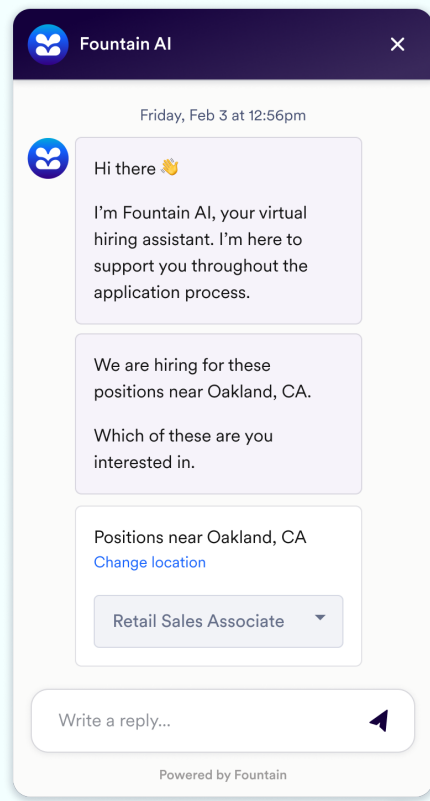 Fountain AI
Friday, Feb 3 at 12:56pm
Hi there 👋
I’m Fountain AI, your virtual
hiring assistant. I’m here to
support you throughout the
application process.
We are hiring for these
positions near Oakland, CA.
Which of these are you
interested in.
Positions near Oakland, CA
Change location
Retail Sales Associate
Write a reply...
Powered by Fountain